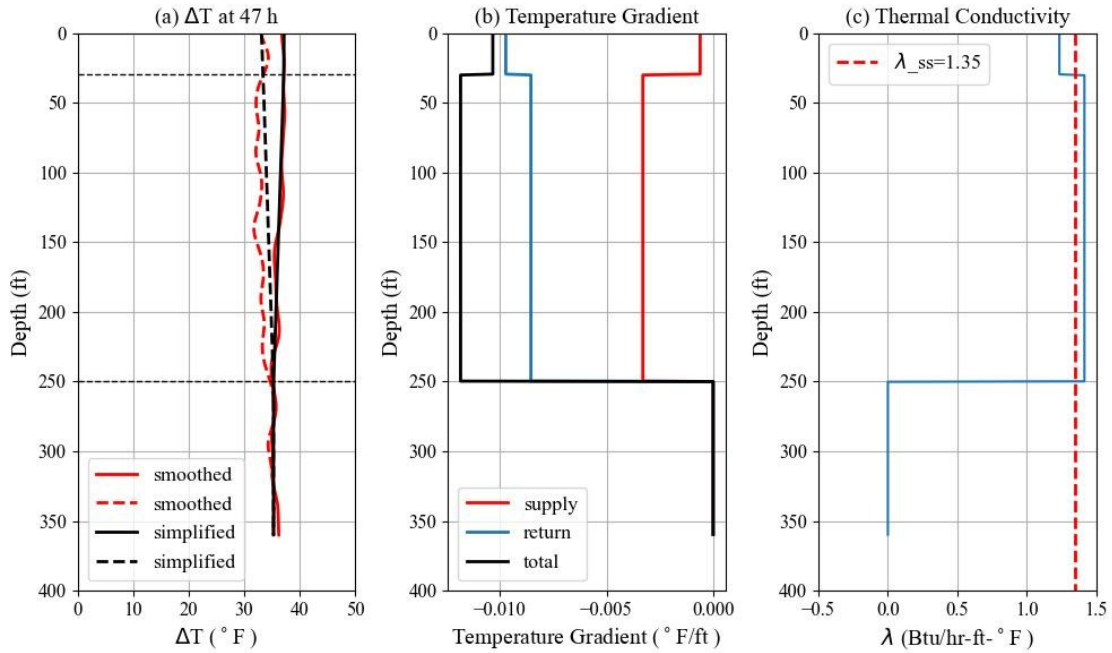 (a) ΔT at 47 h
0
50
100
150
200
250
300
350
400
Depth (ft)
smoothed
smoothed
simplified
simplified
0 10 20 30 40 50
ΔT ( °F )
(b) Temperature Gradient
0
50
100
150
200
250
300
350
400
Depth (ft)
supply
return
total
−0.010 −0.005 0.000
Temperature Gradient ( °F/ft )
(c) Thermal Conductivity
λ_ss=1.35
0
50
100
150
200
250
300
350
400
Depth (ft)
−0.5 0.0 0.5 1.0 1.5
λ (Btu/hr-ft-°F )